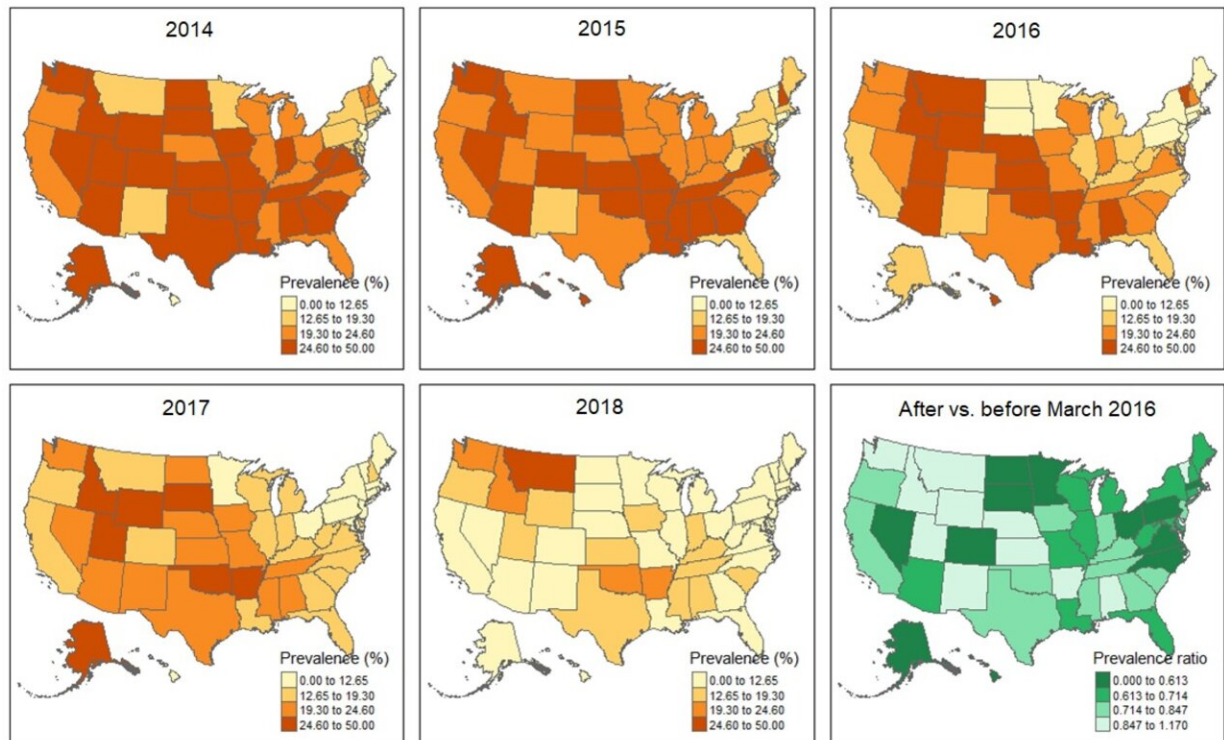 2014
Prevalence (%)
0.00 to 12.65
12.65 to 19.30
19.30 to 24.60
24.60 to 50.00
2015
Prevalence (%)
0.00 to 12.65
12.65 to 19.30
19.30 to 24.60
24.60 to 50.00
2016
Prevalence (%)
0.00 to 12.65
12.65 to 19.30
19.30 to 24.60
24.60 to 50.00
2017
Prevalence (%)
0.00 to 12.65
12.65 to 19.30
19.30 to 24.60
24.60 to 50.00
2018
Prevalence (%)
0.00 to 12.65
12.65 to 19.30
19.30 to 24.60
24.60 to 50.00
After vs. before March 2016
Prevalence ratio
0.000 to 0.613
0.613 to 0.714
0.714 to 0.847
0.847 to 1.170